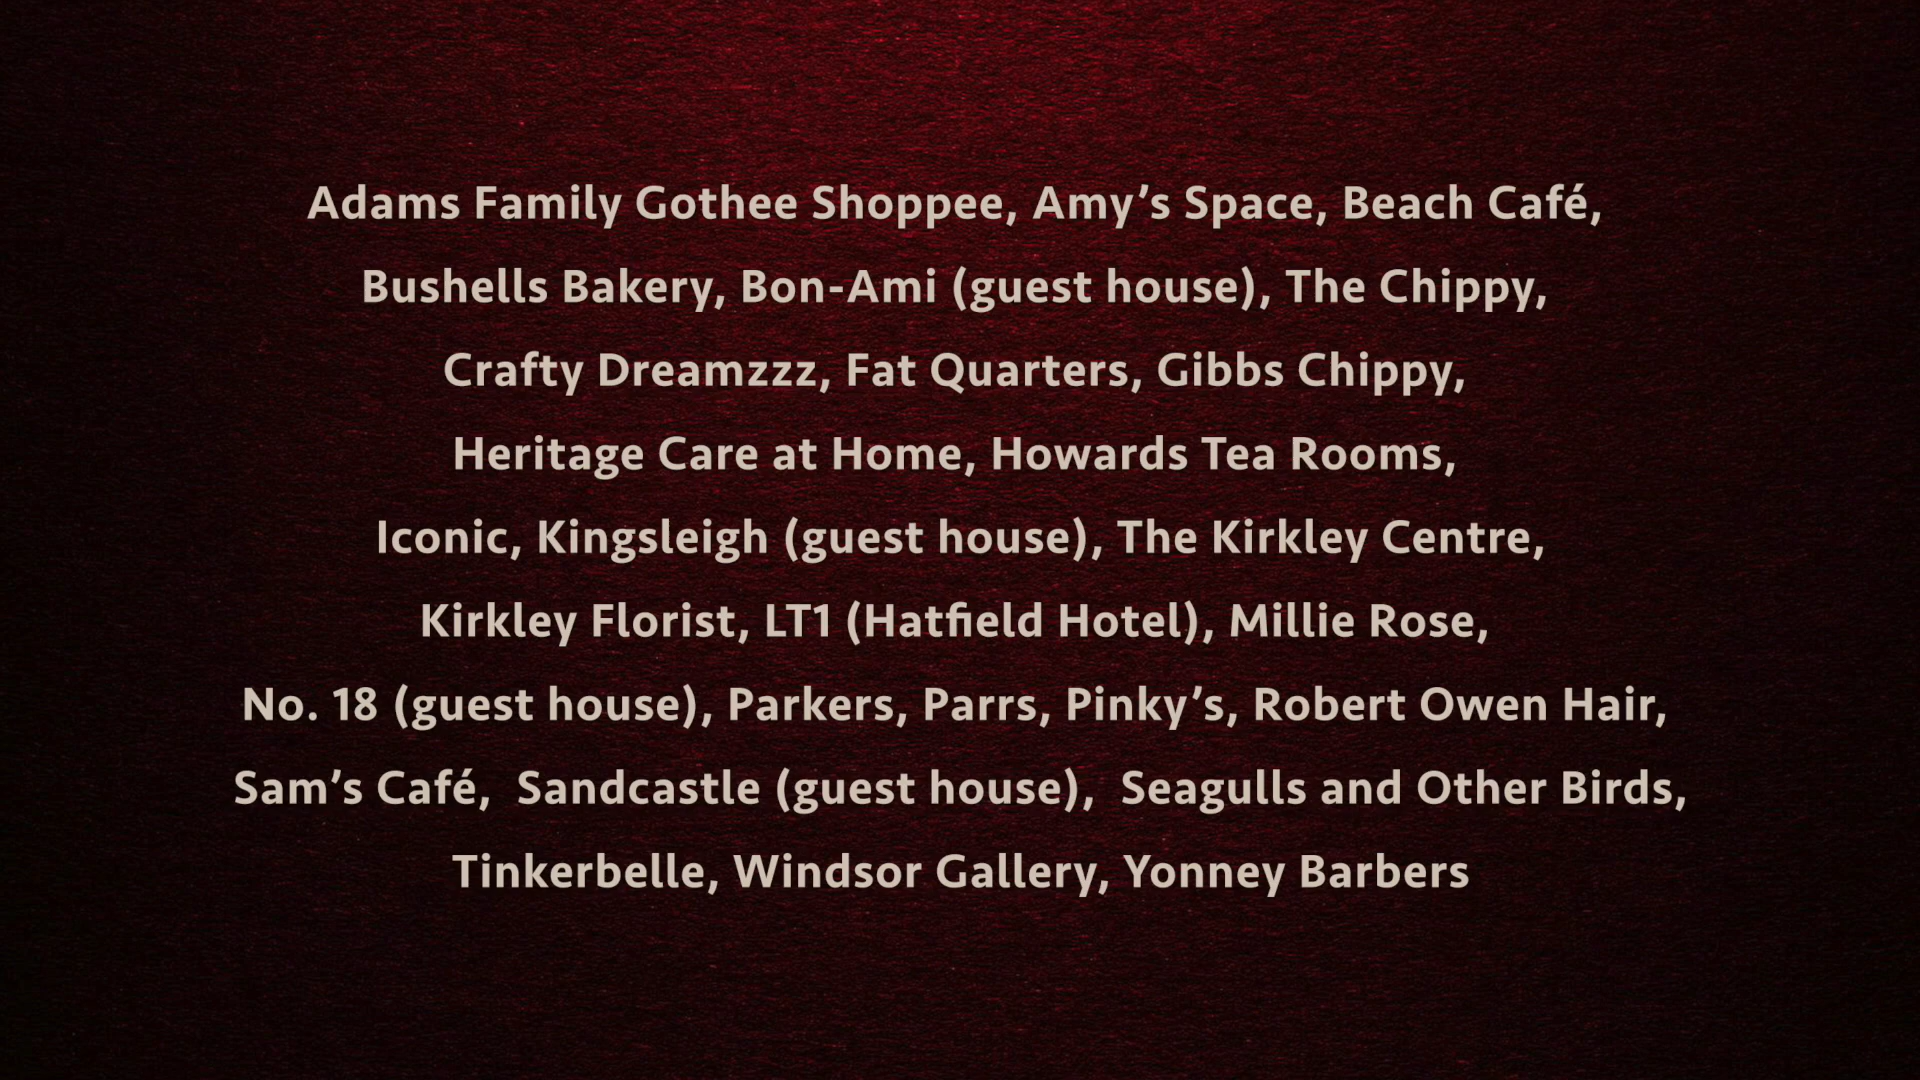 Adams Family Gothee Shoppee, Amy’s Space, Beach Café,
Bushells Bakery, Bon-Ami (guest house), The Chippy,
Crafty Dreamzzz, Fat Quarters, Gibbs Chippy,
Heritage Care at Home, Howards Tea Rooms,
Iconic, Kingsleigh (guest house), The Kirkley Centre,
Kirkley Florist, LT1 (Hatfield Hotel), Millie Rose,
No. 18 (guest house), Parkers, Parrs, Pinky’s, Robert Owen Hair,
Sam’s Café, Sandcastle (guest house), Seagulls and Other Birds,
Tinkerbelle, Windsor Gallery, Yonney Barbers